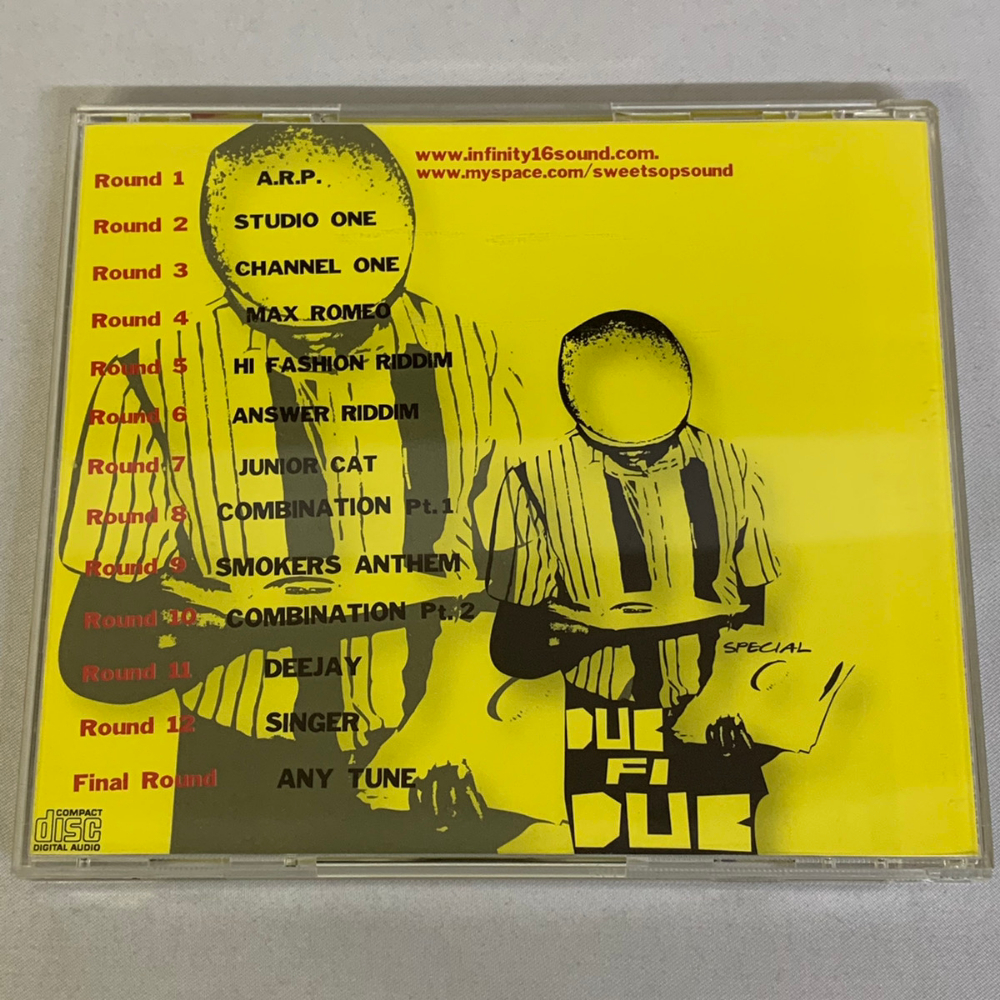 www.infinity16sound.com.
www.myspace.com/sweetsopsound
Round 1 A.R.P.
Round 2 STUDIO ONE
Round 3 CHANNEL ONE
Round 4 MAX ROMEO
Round 5 HI FASHION RIDDIM
Round 6 ANSWER RIDDIM
Round 7 JUNIOR CAT
Round 8 COMBINATION Pt.1
Round 9 SMOKERS ANTHEM
Round 10 COMBINATION Pt.2
Round 11 DEEJAY
Round 12 SINGER
Final Round ANY TUNE
SPECIAL
DUB
FI
DUB
COMPACT
disc
DIGITAL AUDIO